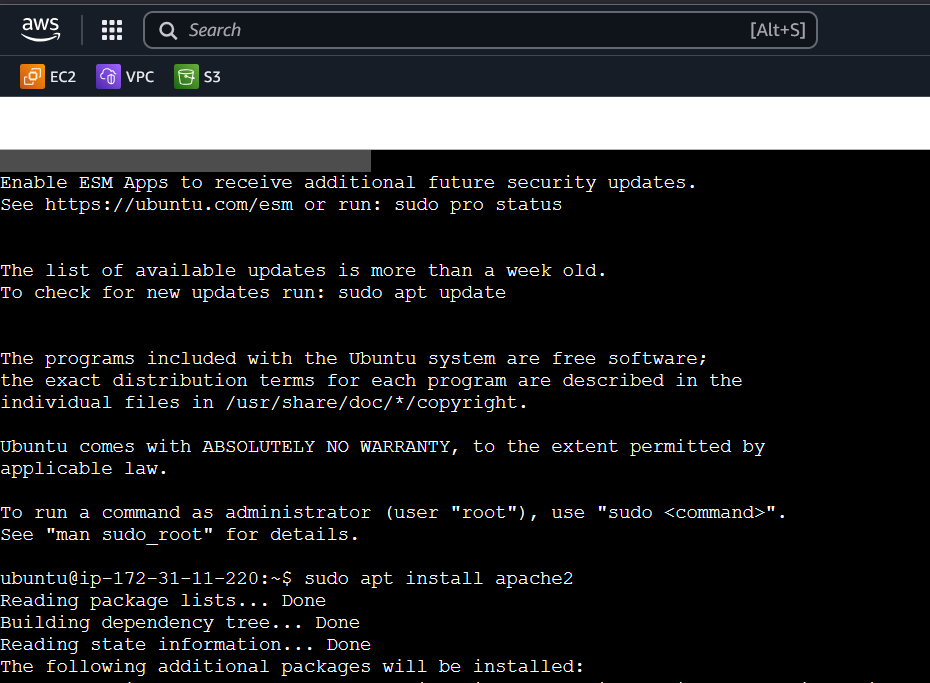 aws
Search [Alt+S]
EC2 VPC S3
Enable ESM Apps to receive additional future security updates.
See https://ubuntu.com/esm or run: sudo pro status
The list of available updates is more than a week old.
To check for new updates run: sudo apt update
The programs included with the Ubuntu system are free software;
the exact distribution terms for each program are described in the
individual files in /usr/share/doc/*/copyright.
Ubuntu comes with ABSOLUTELY NO WARRANTY, to the extent permitted by
applicable law.
To run a command as administrator (user "root"), use "sudo <command>".
See "man sudo_root" for details.
ubuntu@ip-172-31-11-220:~$ sudo apt install apache2
Reading package lists... Done
Building dependency tree... Done
Reading state information... Done
The following additional packages will be installed: